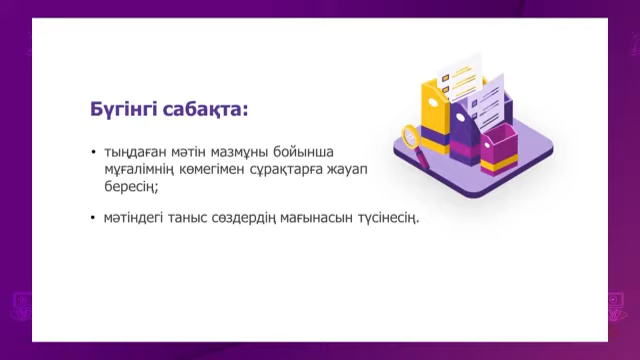 Бүгінгі сабақта:
• тыңдаған мәтін мазмұны бойынша
мұғалімнің көмегімен сұрақтарға жауап
бересің;
• мәтіндегі таныс сөздердің мағынасын түсінесің.